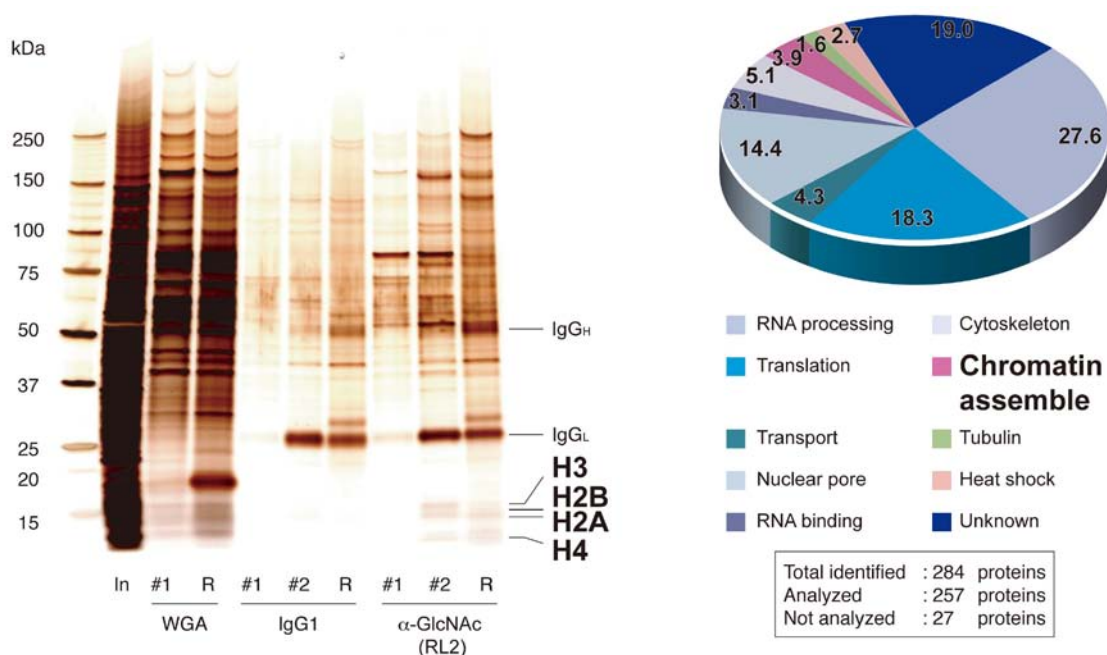 kDa
250
150
100
75
50
37
25
20
15
IgGH
IgGL
H3
H2B
H2A
H4
In #1 R #1 #2 R #1 #2 R
WGA IgG1 α-GlcNAc
(RL2)
19.0
27.6
18.3
4.3
14.4
3.1
5.1
3.9
1.6
2.7
RNA processing Cytoskeleton
Translation Chromatin
assemble
Transport Tubulin
Nuclear pore Heat shock
RNA binding Unknown
Total identified : 284 proteins
Analyzed : 257 proteins
Not analyzed : 27 proteins